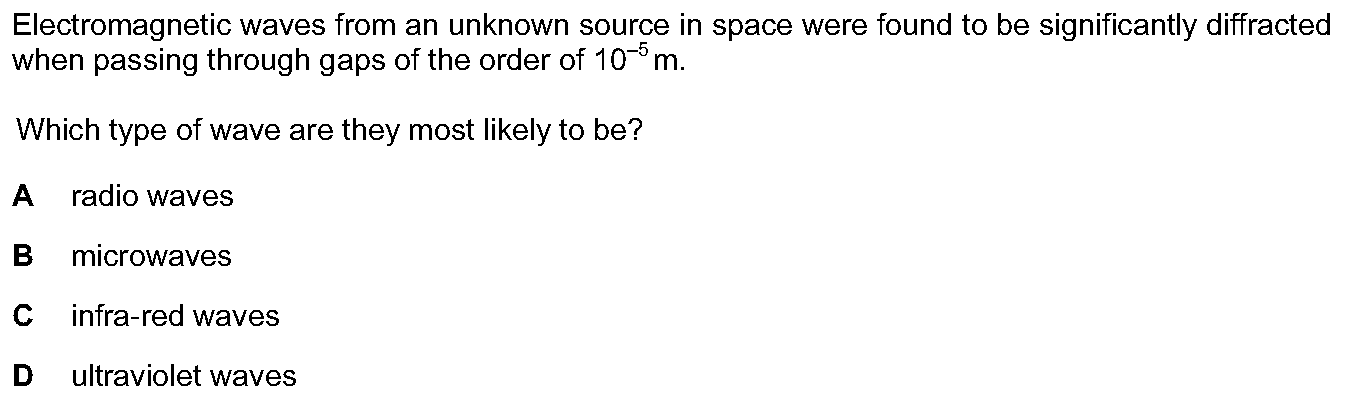 Electromagnetic waves from an unknown source in space were found to be significantly diffracted
when passing through gaps of the order of 10⁻⁵ m.
Which type of wave are they most likely to be?
A radio waves
B microwaves
C infra-red waves
D ultraviolet waves